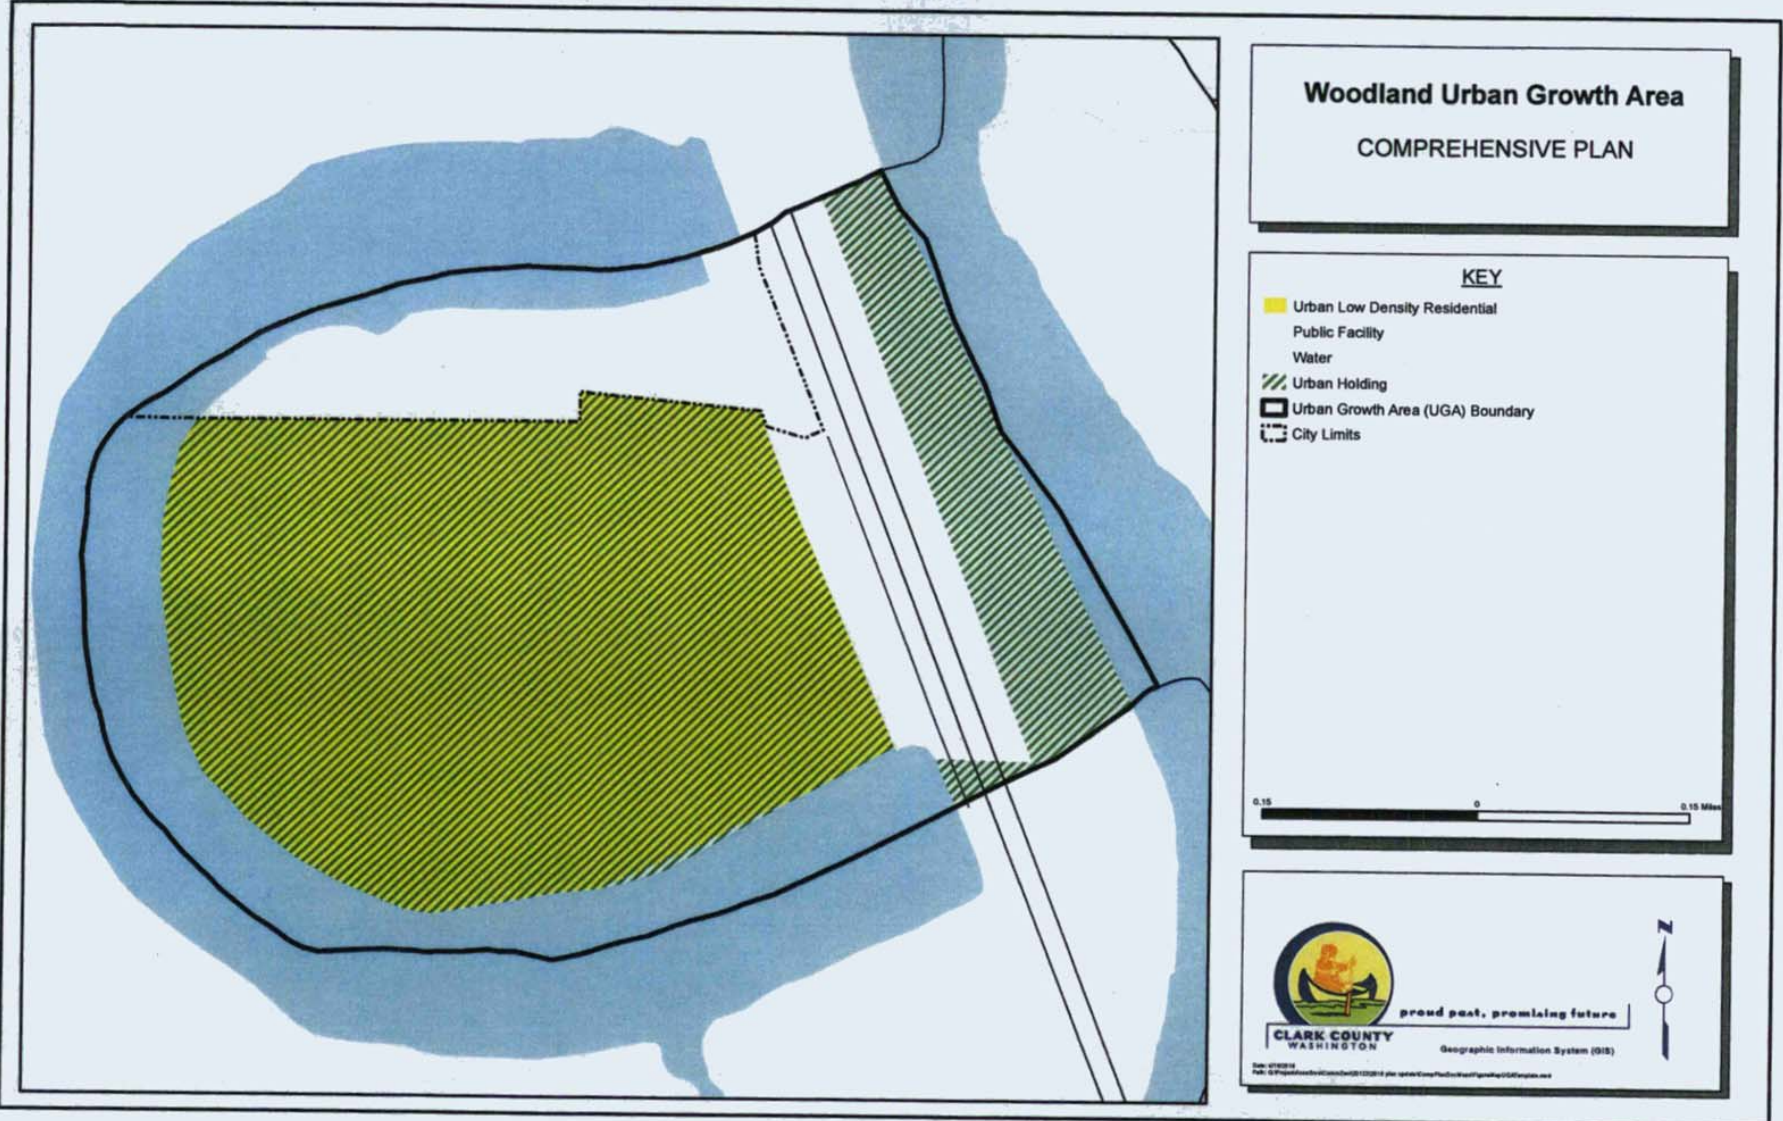 Woodland Urban Growth Area
COMPREHENSIVE PLAN
KEY
Urban Low Density Residential
Public Facility
Water
Urban Holding
Urban Growth Area (UGA) Boundary
City Limits
0.15 0 0.15 Miles
N
proud past, promising future
CLARK COUNTY
WASHINGTON
Geographic Information System (GIS)